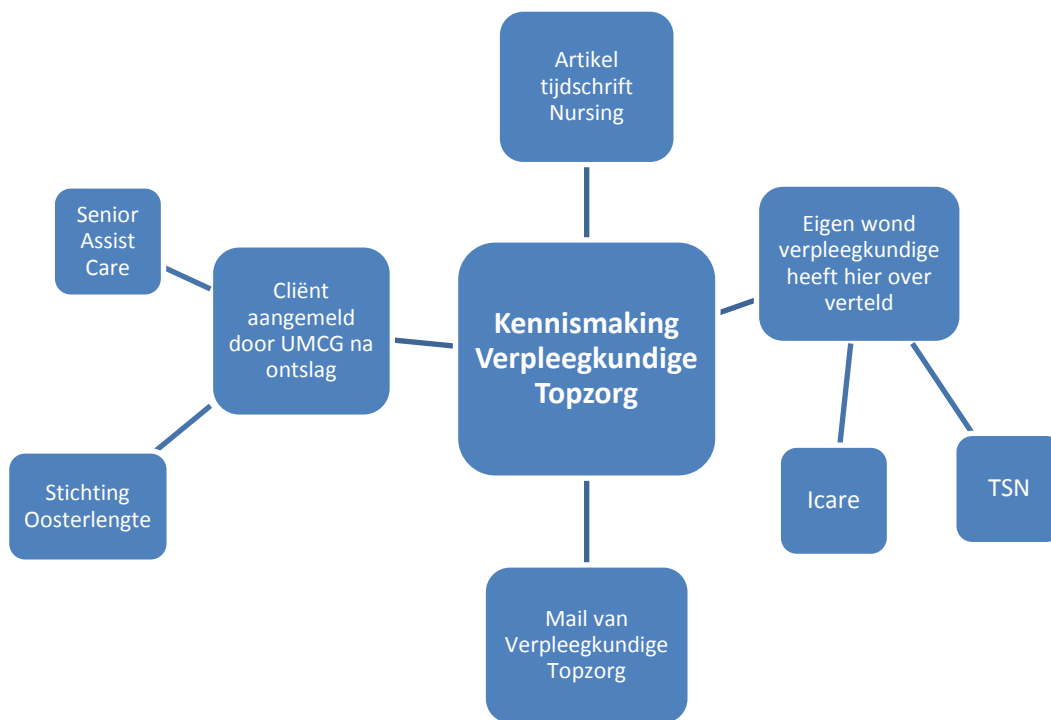 Artikel
tijdschrift
Nursing
Senior
Assist
Care
Cliënt
aangemeld
door UMCG na
ontslag
Stichting
Oosterlengte
Kennismaking
Verpleegkundige
Topzorg
Eigen wond
verpleegkundige
heeft hier over
verteld
Icare
TSN
Mail van
Verpleegkundige
Topzorg